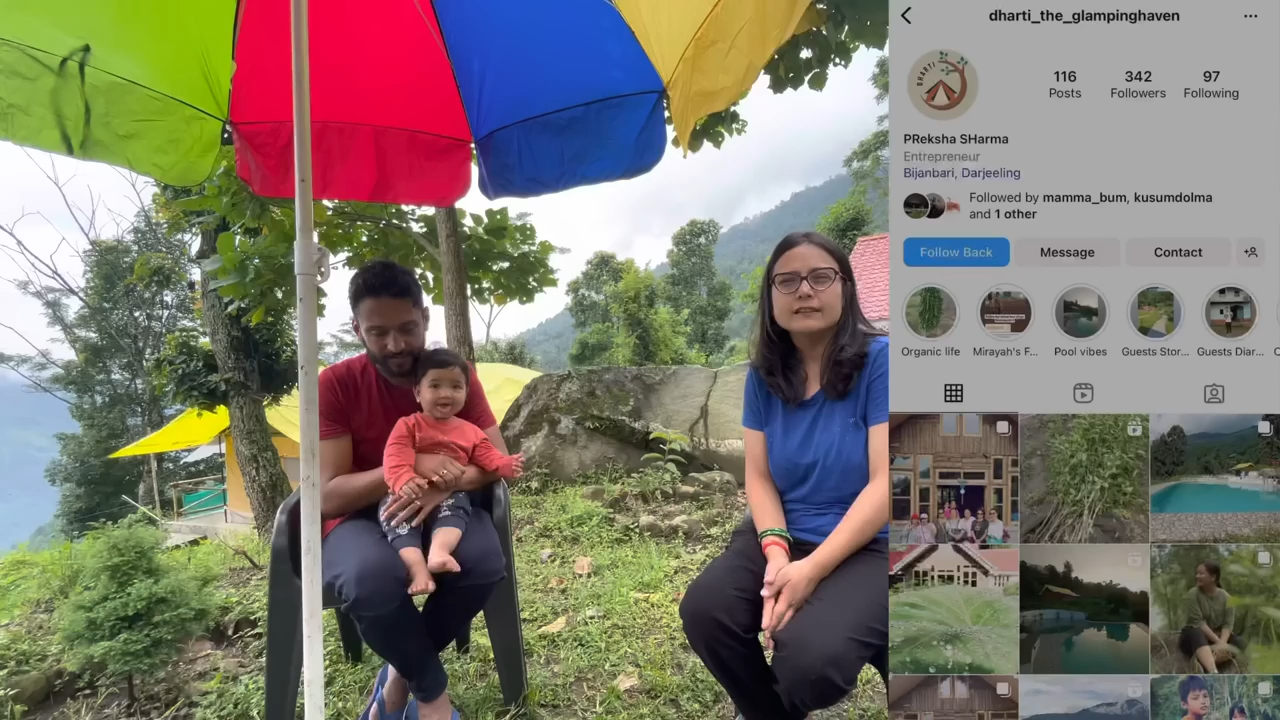 dharti_the_glampinghaven
DHARTI
116
342
97
Posts
Followers
Following
PReksha SHarma
Entrepreneur
Bijanbari, Darjeeling
Followed by mamma_bum, kusumdolma
and 1 other
Follow Back
Message
Contact
Organic life
Mirayah's F...
Pool vibes
Guests Stor...
Guests Diar...